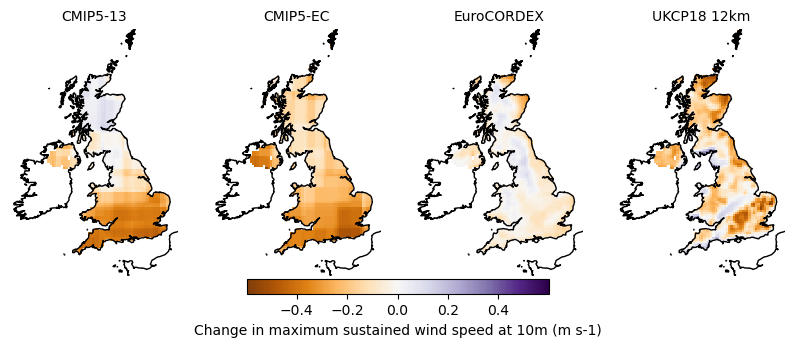 CMIP5-13 CMIP5-EC EuroCORDEX UKCP18 12km
−0.4 −0.2 0.0 0.2 0.4
Change in maximum sustained wind speed at 10m (m s-1)